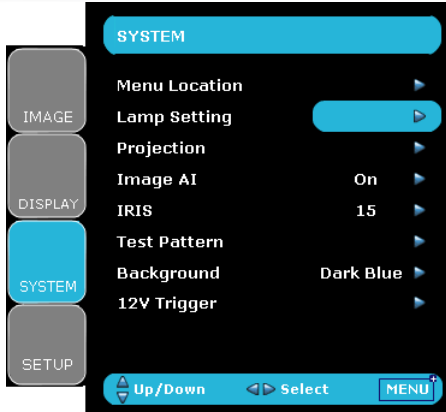 SYSTEM
Menu Location
IMAGE
Lamp Setting
Projection
Image AI On
DISPLAY
IRIS 15
Test Pattern
Background Dark Blue
SYSTEM
12V Trigger
SETUP
Up/Down Select MENU